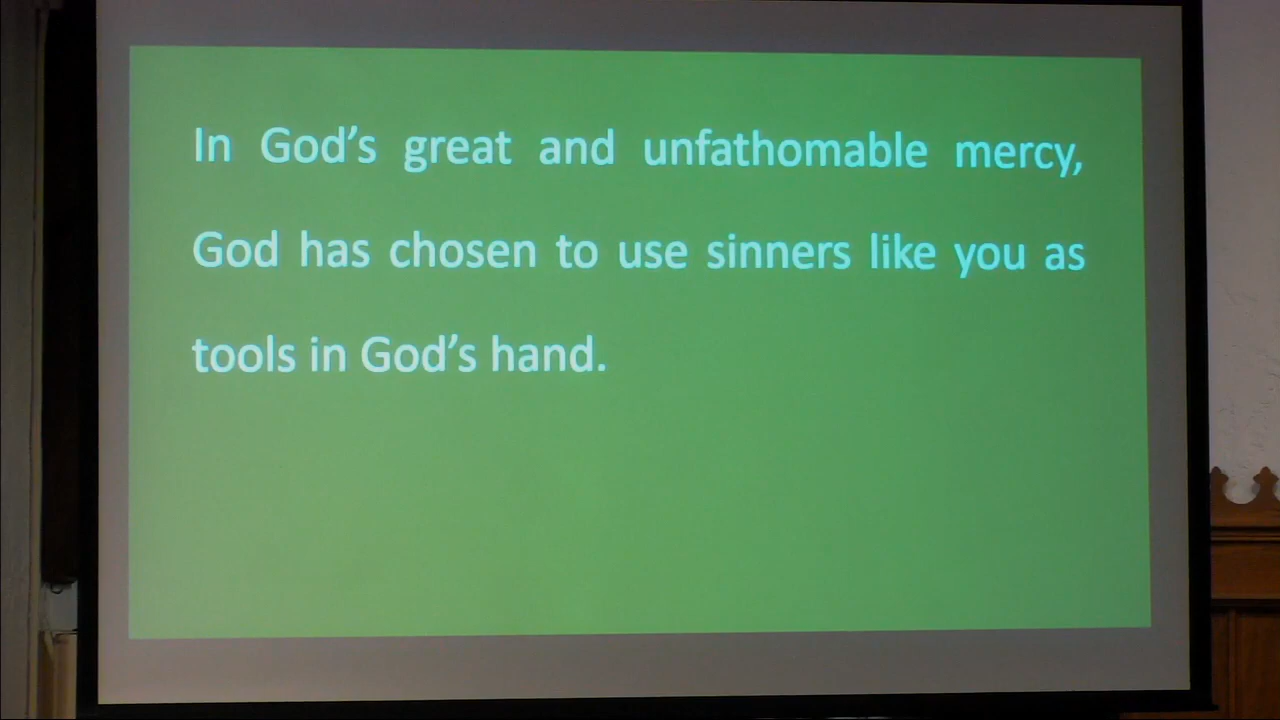 In God’s great and unfathomable mercy,
God has chosen to use sinners like you as
tools in God’s hand.